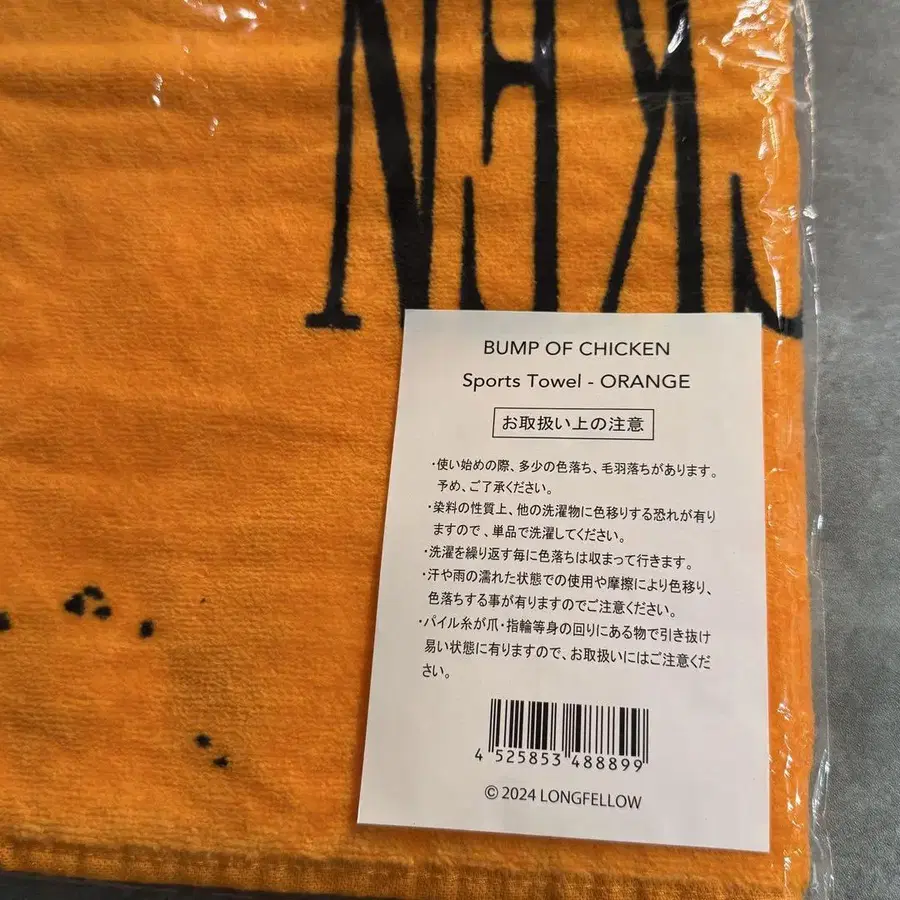 CKEN
BUMP OF CHICKEN
Sports Towel - ORANGE
お取扱い上の注意
・使い始めの際、多少の色落ち、毛羽落ちがあります。
予め、ご了承ください。
・染料の性質上、他の洗濯物に色移りする恐れが有り
ますので、単品で洗濯してください。
・洗濯を繰り返す毎に色落ちは収まって行きます。
・汗や雨の濡れた状態での使用や摩擦により色移り、
色落ちする事が有りますのでご注意ください。
・パイル糸が爪・指輪等身の回りにある物で引き抜け
易い状態に有りますので、お取扱いにはご注意くだ
さい。
4 525853 488899
© 2024 LONGFELLOW